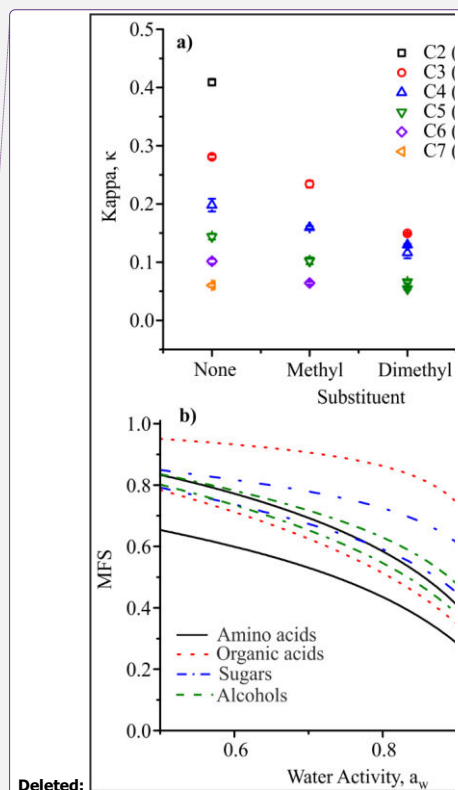 a)
C2 (
C3 (
C4 (
C5 (
C6 (
C7 (
Kappa, κ
0.5
0.4
0.3
0.2
0.1
0.0
None Methyl Dimethyl
Substituent
b)
MFS
1.0
0.8
0.6
0.4
0.2
0.0
Amino acids
Organic acids
Sugars
Alcohols
0.6 0.8
Water Activity, aw
Deleted: